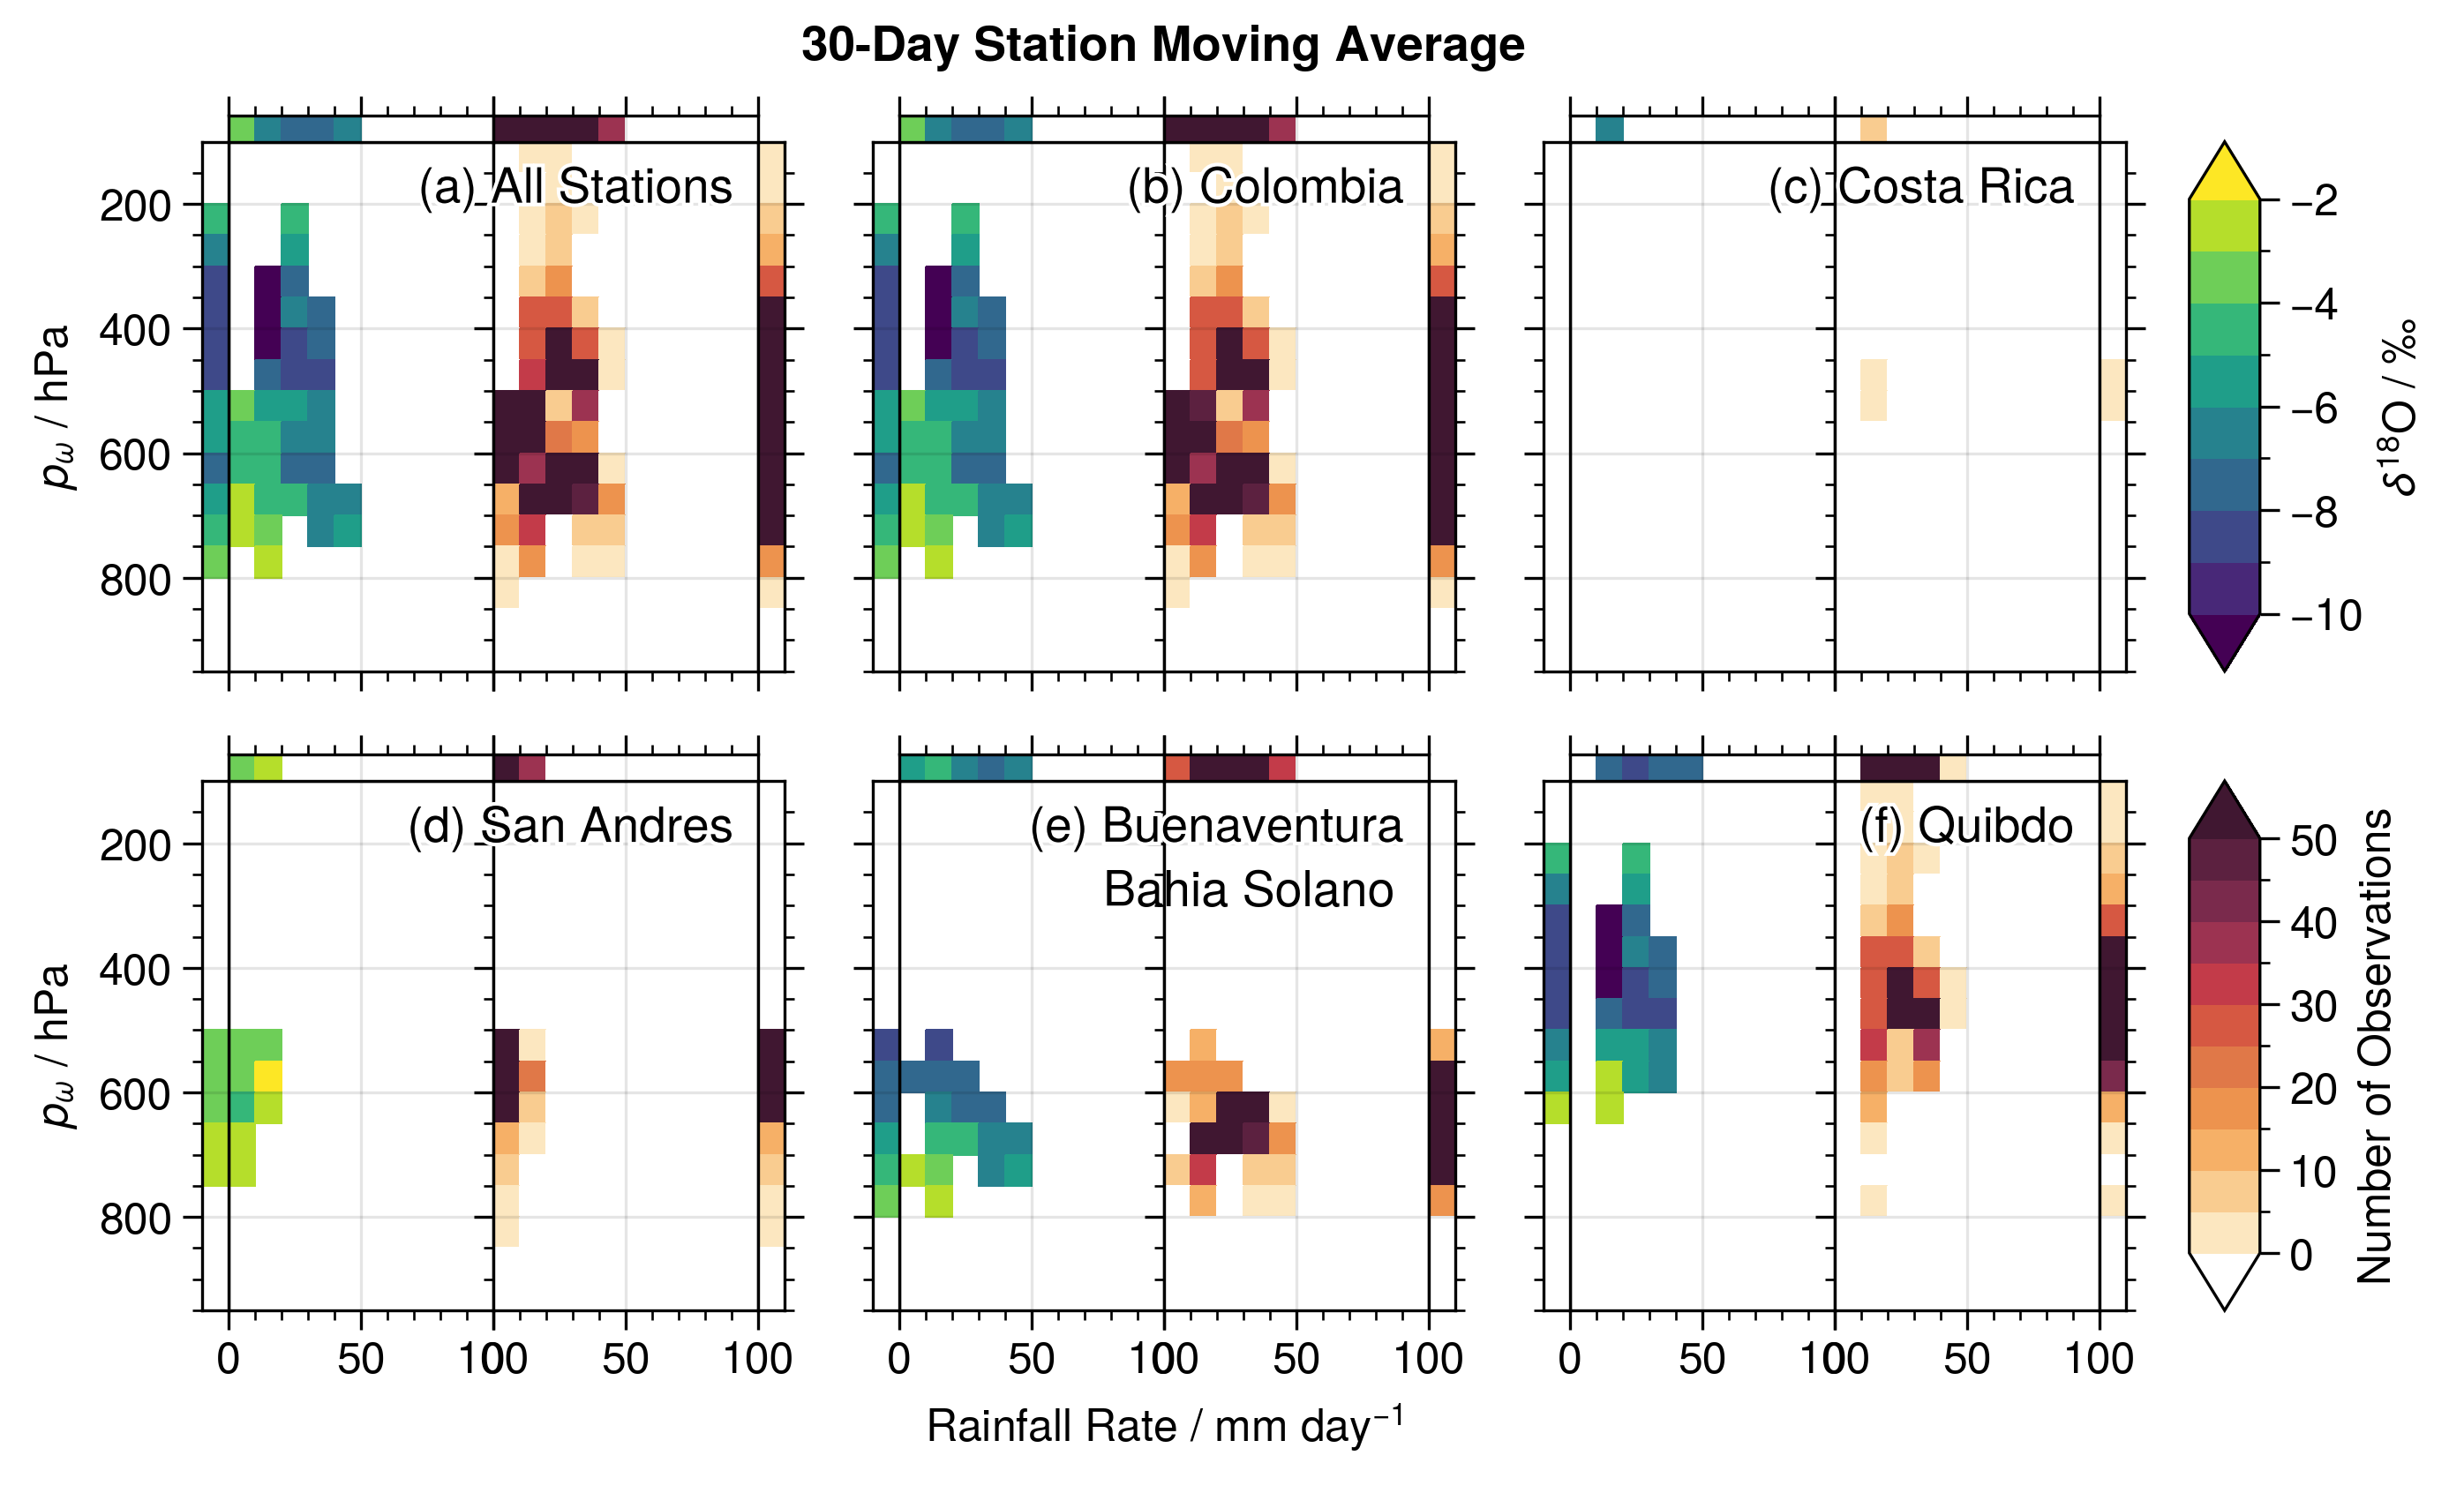 30-Day Station Moving Average
(a) All Stations
(b) Colombia
(c) Costa Rica
200
400
600
800
pω / hPa
−2
−4
−6
−8
−10
δ¹⁸O / ‰
(d) San Andres
(e) Buenaventura
Bahia Solano
(f) Quibdo
200
400
600
800
pω / hPa
50
40
30
20
10
0
Number of Observations
0 50 100 0 50 100
0 50 100 0 50 100
0 50 100 0 50 100
Rainfall Rate / mm day⁻¹